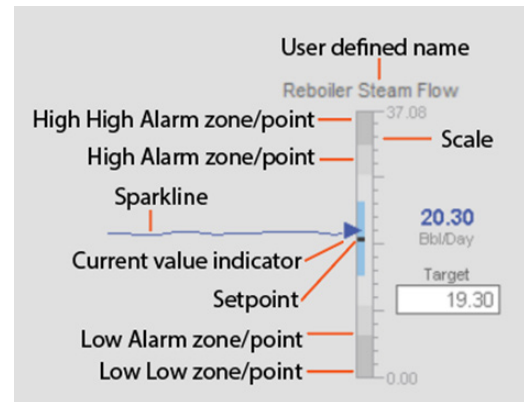 User defined name
Reboiler Steam Flow
37.08
High High Alarm zone/point
Scale
High Alarm zone/point
Sparkline
20.30
Bbl/Day
Current value indicator
Target
Setpoint
19.30
Low Alarm zone/point
Low Low zone/point
0.00